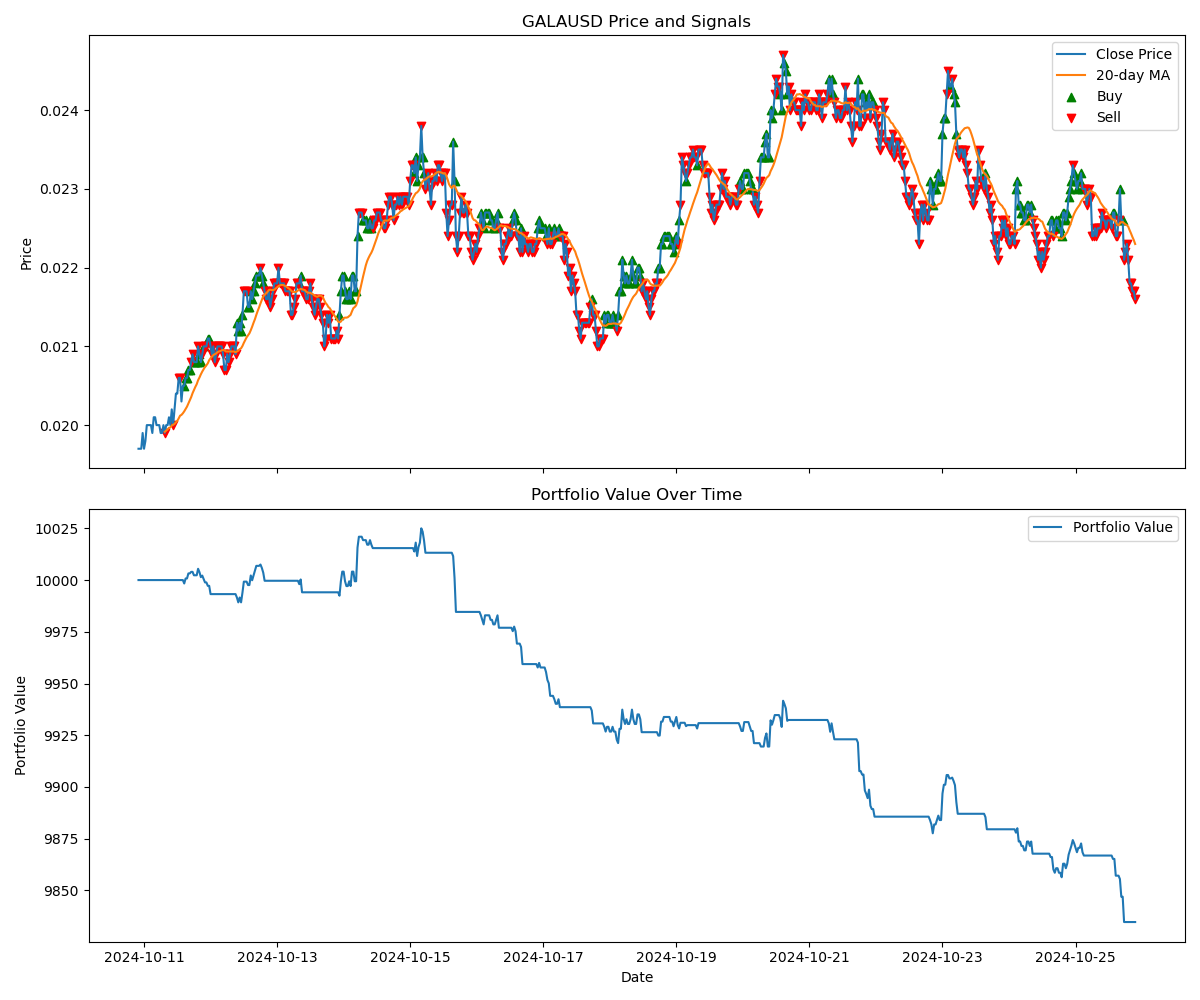 GALAUSD Price and Signals
Close Price
20-day MA
Buy
Sell
Price
0.024
0.023
0.022
0.021
0.020
Portfolio Value Over Time
Portfolio Value
Portfolio Value
10025
10000
9975
9950
9925
9900
9875
9850
2024-10-11 2024-10-13 2024-10-15 2024-10-17 2024-10-19 2024-10-21 2024-10-23 2024-10-25
Date